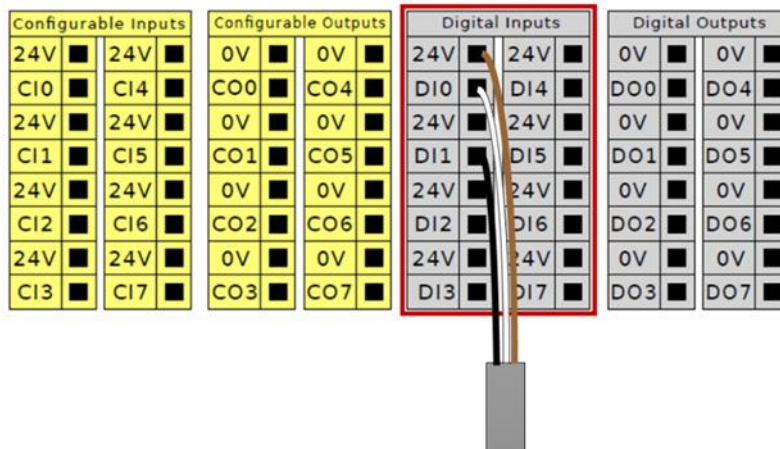 Configurable Inputs Configurable Outputs Digital Inputs Digital Outputs
24V 24V 0V 0V 24V 24V 0V 0V
CI0 CI4 CO0 CO4 DI0 DI4 DO0 DO4
24V 24V 0V 0V 24V 24V 0V 0V
CI1 CI5 CO1 CO5 DI1 DI5 DO1 DO5
24V 24V 0V 0V 24V 24V 0V 0V
CI2 CI6 CO2 CO6 DI2 DI6 DO2 DO6
24V 24V 0V 0V 24V 24V 0V 0V
CI3 CI7 CO3 CO7 DI3 DI7 DO3 DO7